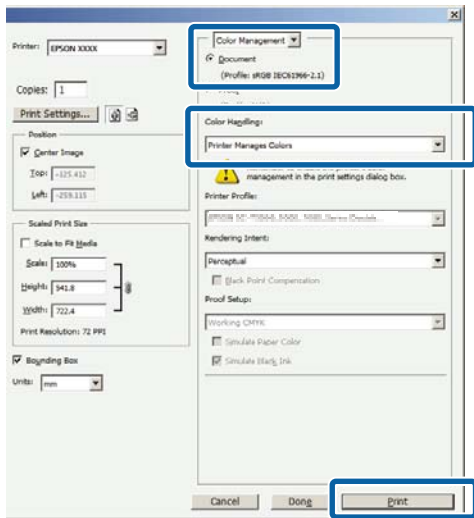 Printer: EPSON XXXX
Copies: 1
Print Settings...
Position
Center Image
Top: -125.412
Left: -259.115
Scaled Print Size
Scale to Fit Media
Scale: 100%
Height: 541.8
Width: 722.4
Print Resolution: 72 PPI
Bounding Box
Units: mm
Color Management
Document
(Profile: sRGB IEC61966-2.1)
Color Handling:
Printer Manages Colors
management in the print settings dialog box.
Printer Profile:
Rendering Intent:
Perceptual
Black Point Compensation
Proof Setup:
Working CMYK
Simulate Paper Color
Simulate Black Ink
Cancel
Done
Print